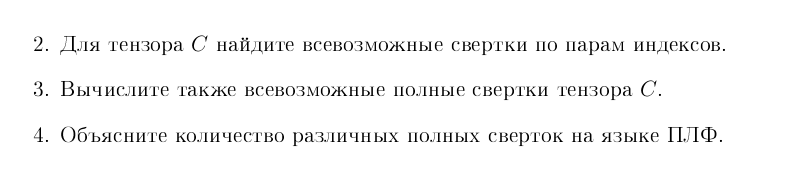 2. Для тензора C найдите всевозможные свертки по парам индексов.
3. Вычислите также всевозможные полные свертки тензора C.
4. Объясните количество различных полных сверток на языке ПЛФ.